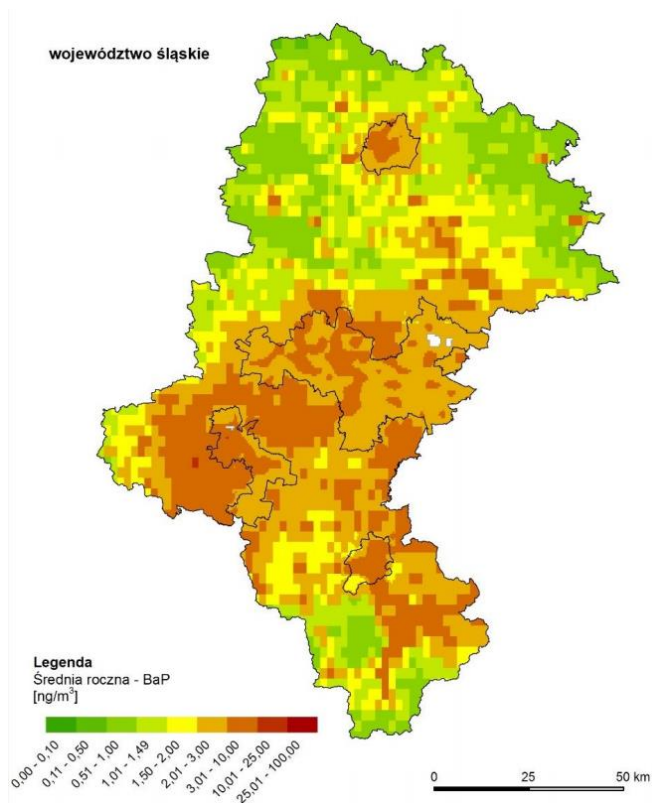 województwo śląskie
Legenda
Średnia roczna - BaP
[ng/m³]
0,00 - 0,10
0,11 - 0,50
0,51 - 1,00
1,01 - 1,49
1,50 - 2,00
2,01 - 3,00
3,01 - 10,00
10,01 - 25,00
25,01 - 100,00
0 25 50 km